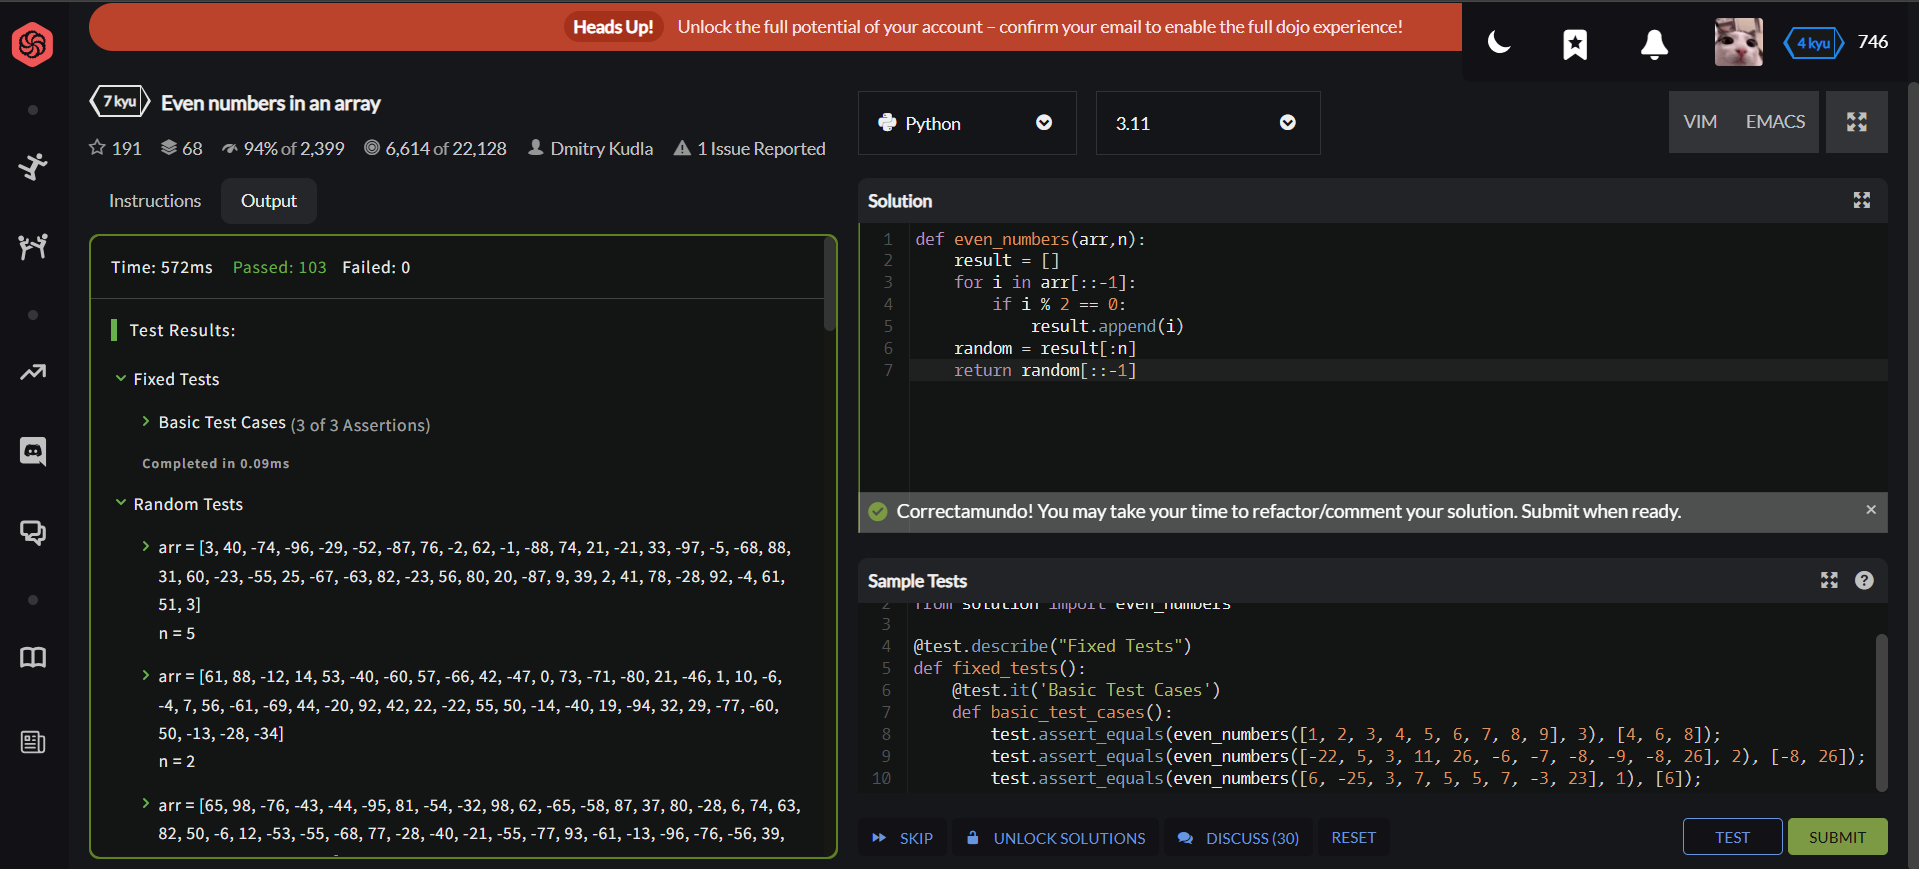 Heads Up! Unlock the full potential of your account – confirm your email to enable the full dojo experience!
4 kyu 746
7 kyu Even numbers in an array
191 68 94% of 2,399 6,614 of 22,128 Dmitry Kudla 1 Issue Reported
Instructions Output
Time: 572ms Passed: 103 Failed: 0
Test Results:
Fixed Tests
Basic Test Cases (3 of 3 Assertions)
Completed in 0.09ms
Random Tests
arr = [3, 40, -74, -96, -29, -52, -87, 76, -2, 62, -1, -88, 74, 21, -21, 33, -97, -5, -68, 88,
31, 60, -23, -55, 25, -67, -63, 82, -23, 56, 80, 20, -87, 9, 39, 2, 41, 78, -28, 92, -4, 61,
51, 3]
n = 5
arr = [61, 88, -12, 14, 53, -40, -60, 57, -66, 42, -47, 0, 73, -71, -80, 21, -46, 1, 10, -6,
-4, 7, 56, -61, -69, 44, -20, 92, 42, 22, -22, 55, 50, -14, -40, 19, -94, 32, 29, -77, -60,
50, -13, -28, -34]
n = 2
arr = [65, 98, -76, -43, -44, -95, 81, -54, -32, 98, 62, -65, -58, 87, 37, 80, -28, 6, 74, 63,
82, 50, -6, 12, -53, -55, -68, 77, -28, -40, -21, -55, -77, 93, -61, -13, -96, -76, -56, 39,
Python 3.11 VIM EMACS
Solution
1 def even_numbers(arr,n):
2 result = []
3 for i in arr[::-1]:
4 if i % 2 == 0:
5 result.append(i)
6 random = result[:n]
7 return random[::-1]
Correctamundo! You may take your time to refactor/comment your solution. Submit when ready. ×
Sample Tests
2 from solution import even_numbers
3
4 @test.describe("Fixed Tests")
5 def fixed_tests():
6 @test.it('Basic Test Cases')
7 def basic_test_cases():
8 test.assert_equals(even_numbers([1, 2, 3, 4, 5, 6, 7, 8, 9], 3), [4, 6, 8]);
9 test.assert_equals(even_numbers([-22, 5, 3, 11, 26, -6, -7, -8, -9, -8, 26], 2), [-8, 26]);
10 test.assert_equals(even_numbers([6, -25, 3, 7, 5, 5, 7, -3, 23], 1), [6]);
SKIP UNLOCK SOLUTIONS DISCUSS (30) RESET TEST SUBMIT